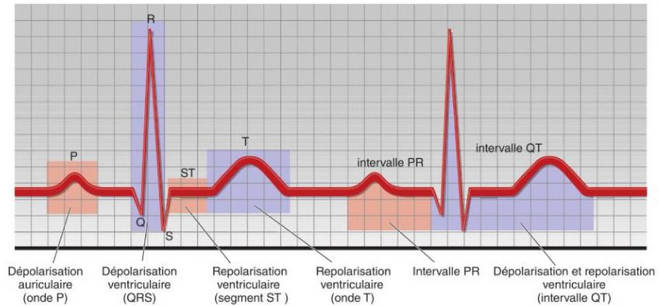 R
P
T
ST
intervalle PR
intervalle QT
Q
S
Dépolarisation
auriculaire
(onde P)
Dépolarisation
ventriculaire
(QRS)
Repolarisation
ventriculaire
(segment ST )
Repolarisation
ventriculaire
(onde T)
Intervalle PR
Dépolarisation et repolarisation
ventriculaire
(intervalle QT)